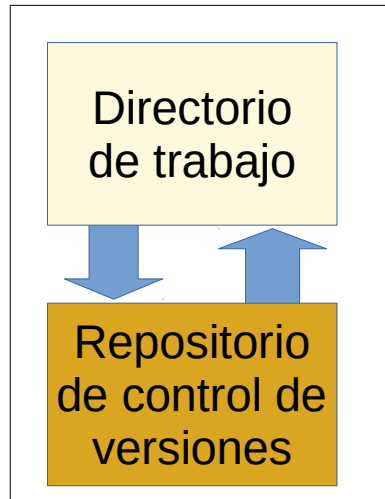 Directorio
de trabajo
Repositorio
de control de
versiones